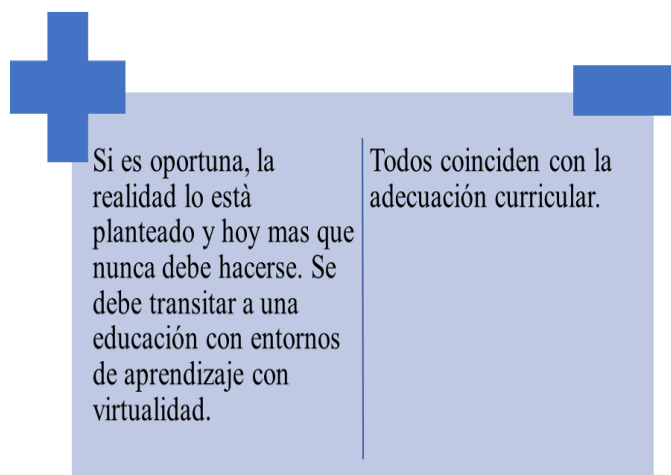 Si es oportuna, la
realidad lo està
planteado y hoy mas que
nunca debe hacerse. Se
debe transitar a una
educación con entornos
de aprendizaje con
virtualidad.
Todos coinciden con la
adecuación curricular.